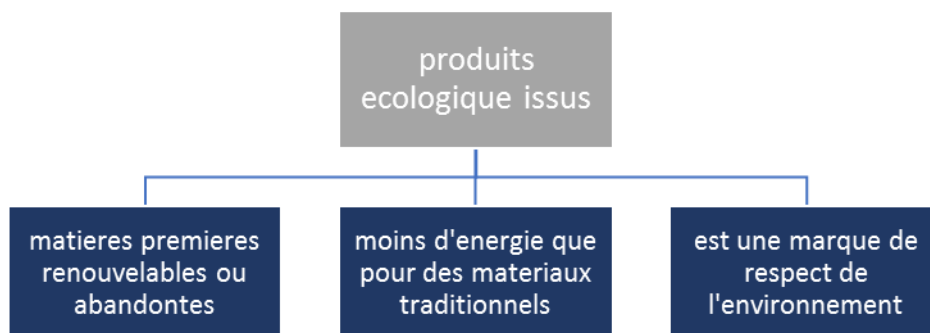 produits
ecologique issus
matieres premieres
renouvelables ou
abandontes
moins d'energie que
pour des materiaux
traditionnels
est une marque de
respect de
l'environnement